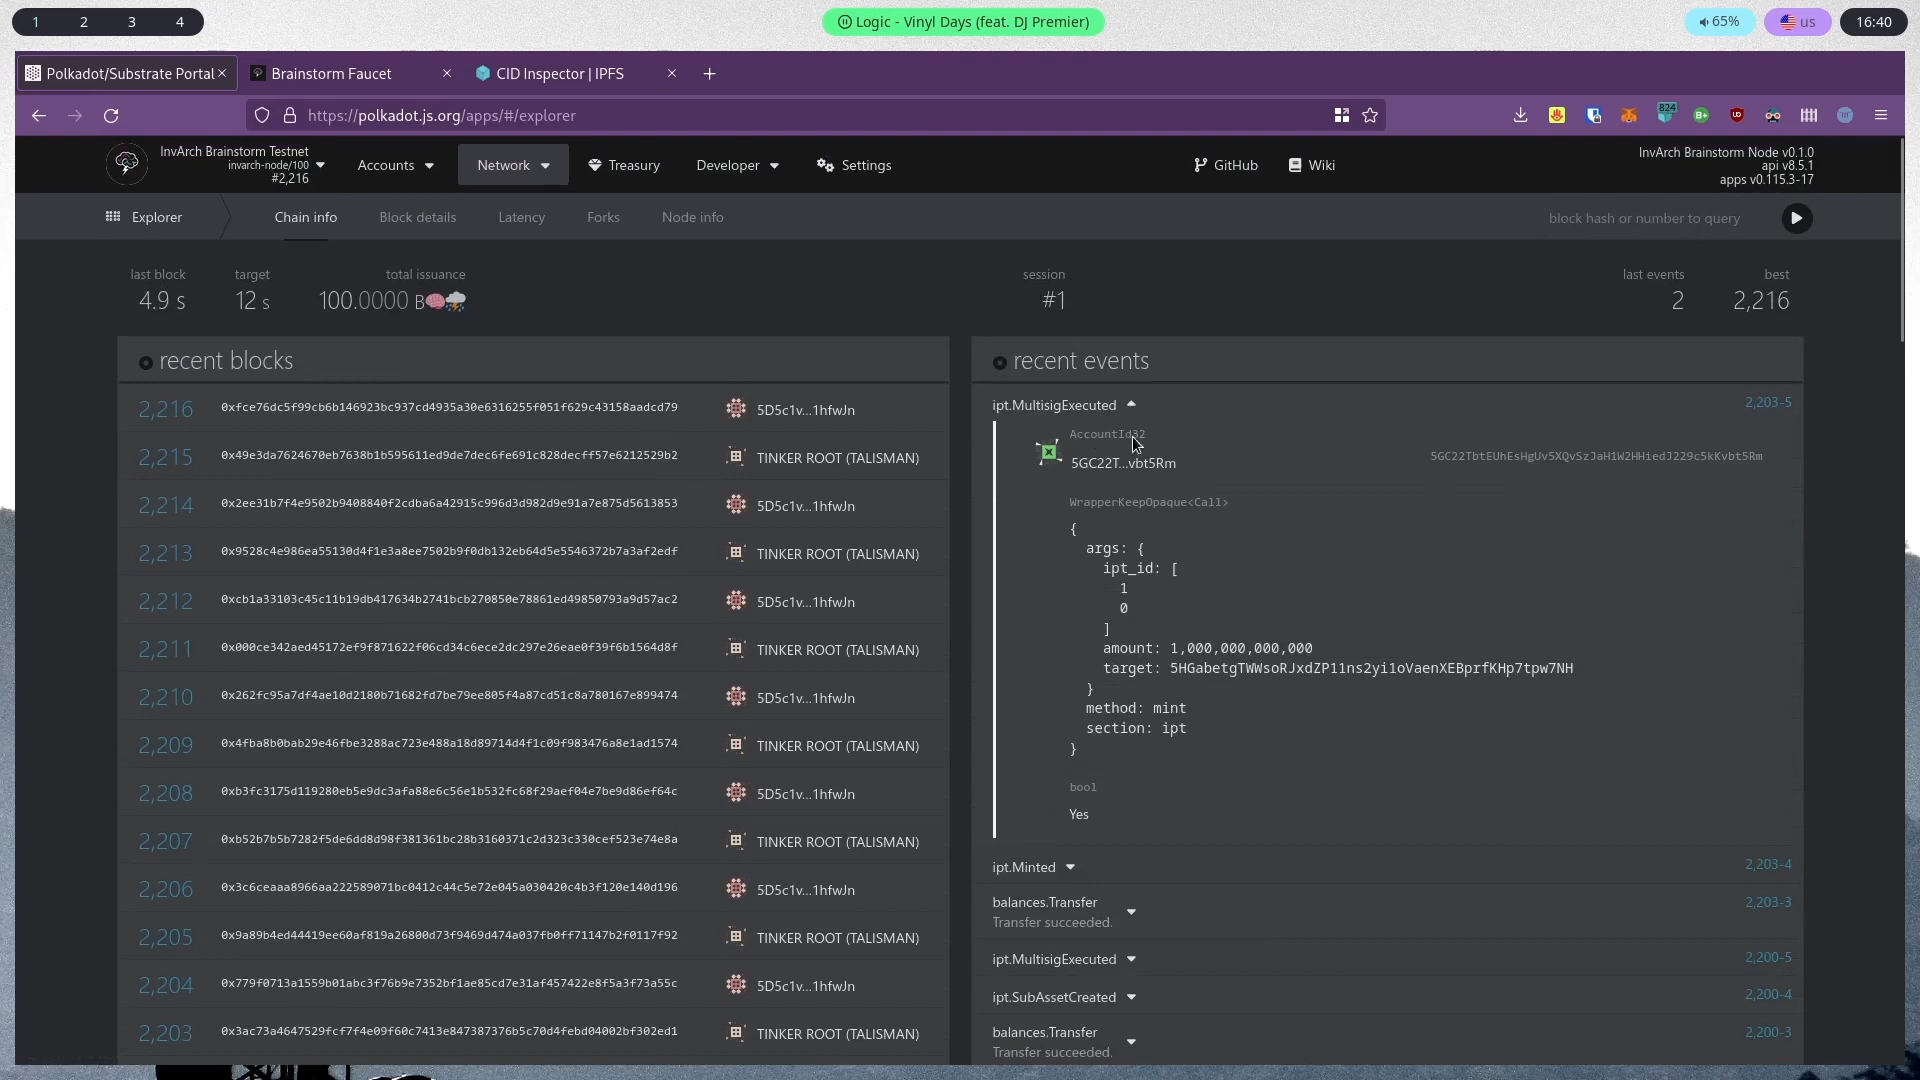 1 2 3 4
Logic - Vinyl Days (feat. DJ Premier)
65%
us
16:40
Polkadot/Substrate Portal
Brainstorm Faucet
CID Inspector | IPFS
https://polkadot.js.org/apps/#/explorer
824
InvArch Brainstorm Testnet
invarch-node/100
#2,216
Accounts
Network
Treasury
Developer
Settings
GitHub
Wiki
InvArch Brainstorm Node v0.1.0
api v8.5.1
apps v0.115.3-17
Explorer
Chain info
Block details
Latency
Forks
Node info
block hash or number to query
last block
4.9 s
target
12 s
total issuance
100.0000 B🧠⛈️
session
#1
last events
2
best
2,216
recent blocks
2,216 0xfce76dc5f99cb6b146923bc937cd4935a30e6316255f051f629c43158aadcd79 5D5c1v…1hfwJn
2,215 0x49e3da7624670eb7638b1b595611ed9de7dec6fe691c828decff57e6212529b2 TINKER ROOT (TALISMAN)
2,214 0x2ee31b7f4e9502b9408840f2cdba6a42915c996d3d982d9e91a7e875d5613853 5D5c1v…1hfwJn
2,213 0x9528c4e986ea55130d4f1e3a8ee7502b9f0db132eb64d5e5546372b7a3af2edf TINKER ROOT (TALISMAN)
2,212 0xcb1a33103c45c11b19db417634b2741bcb270850e78861ed49850793a9d57ac2 5D5c1v…1hfwJn
2,211 0x000ce342aed45172ef9f871622f06cd34c6ece2dc297e26eae0f39f6b1564d8f TINKER ROOT (TALISMAN)
2,210 0x262fc95a7df4ae10d2180b71682fd7be79ee805f4a87cd51c8a780167e899474 5D5c1v…1hfwJn
2,209 0x4fba8b0bab29e46fbe3288ac723e488a18d89714d4f1c09f983476a8e1ad1574 TINKER ROOT (TALISMAN)
2,208 0xb3fc3175d119280eb5e9dc3afa88e6c56e1b532fc68f29aef04e7be9d86ef64c 5D5c1v…1hfwJn
2,207 0xb52b7b5b7282f5de6dd8d98f381361bc28b3160371c2d323c330cef523e74e8a TINKER ROOT (TALISMAN)
2,206 0x3c6ceaaa8966aa222589071bc0412c44c5e72e045a030420c4b3f120e140d196 5D5c1v…1hfwJn
2,205 0x9a89b4ed44419ee60af819a26800d73f9469d474a037fb0ff71147b2f0117f92 TINKER ROOT (TALISMAN)
2,204 0x779f0713a1559b01abc3f76b9e7352bf1ae85cd7e31af457422e8f5a3f73a55c 5D5c1v…1hfwJn
2,203 0x3ac73a4647529fcf7f4e09f60c7413e847387376b5c70d4febd04002bf302ed1 TINKER ROOT (TALISMAN)
recent events
ipt.MultisigExecuted 2,203-5
AccountId32
5GC22T…vbt5Rm 5GC22TbtEUhEsHgUv5XQvSzJaH1W2HHiedJ229c5kKvbt5Rm
WrapperKeepOpaque<Call>
{
args: {
ipt_id: [
1
0
]
amount: 1,000,000,000,000
target: 5HGabetgTWWsoRJxdZP11ns2yi1oVaenXEBprfKHp7tpw7NH
}
method: mint
section: ipt
}
bool
Yes
ipt.Minted 2,203-4
balances.Transfer 2,203-3
Transfer succeeded.
ipt.MultisigExecuted 2,200-5
ipt.SubAssetCreated 2,200-4
balances.Transfer 2,200-3
Transfer succeeded.